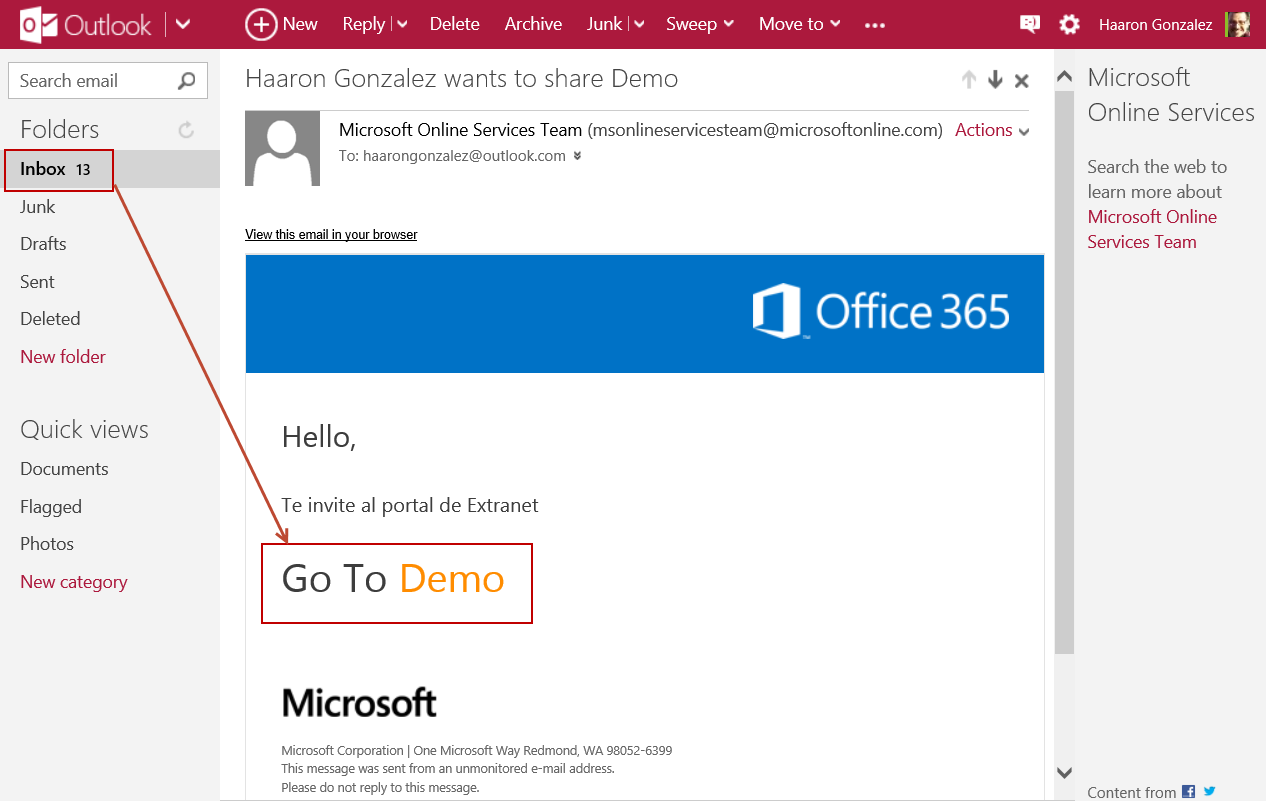 Outlook
New Reply Delete Archive Junk Sweep Move to
Haaron Gonzalez
Search email
Folders
Inbox 13
Junk
Drafts
Sent
Deleted
New folder
Quick views
Documents
Flagged
Photos
New category
Haaron Gonzalez wants to share Demo
Microsoft Online Services Team (msonlineservicesteam@microsoftonline.com) Actions
To: haarongonzalez@outlook.com
View this email in your browser
Office 365
Hello,
Te invite al portal de Extranet
Go To Demo
Microsoft
Microsoft Corporation | One Microsoft Way Redmond, WA 98052-6399
This message was sent from an unmonitored e-mail address.
Please do not reply to this message.
Microsoft
Online Services
Search the web to
learn more about
Microsoft Online
Services Team
Content from